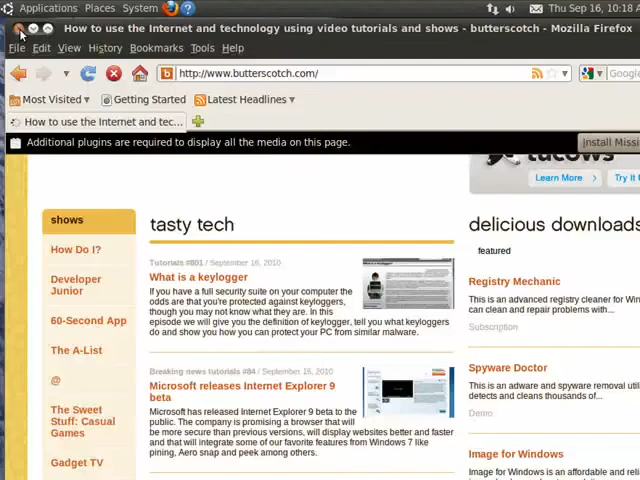 Applications Places System Thu Sep 16, 10:18
How to use the Internet and technology using video tutorials and shows - butterscotch - Mozilla Firefox
File Edit View History Bookmarks Tools Help
http://www.butterscotch.com/ Google
Most Visited Getting Started Latest Headlines
How to use the Internet and tec...
Additional plugins are required to display all the media on this page. Install Missi
tucows
Learn More > Try It
shows
How Do I?
Developer
Junior
60-Second App
The A-List
@
The Sweet
Stuff: Casual
Games
Gadget TV
tasty tech
Tutorials #801 / September 16, 2010
What is a keylogger
If you have a full security suite on your computer the
odds are that you're protected against keyloggers,
though you may not know what they are. In this
episode we will give you the definition of keylogger, tell you what keyloggers
do and show you how you can protect your PC from similar malware.
Breaking news tutorials #84 / September 16, 2010
Microsoft releases Internet Explorer 9
beta
Microsoft has released Internet Explorer 9 beta to the
public. The company is promising a browser that will
be more secure than previous versions, will display websites better and faster
and that will integrate some of our favorite features from Windows 7 like
pining, Aero snap and peek among others.
delicious downloads
featured
Registry Mechanic
This is an advanced registry cleaner for Win
can clean and repair problems with...
Subscription
Spyware Doctor
This is an adware and spyware removal util
detects and cleans thousands of...
Demo
Image for Windows
Image for Windows is an affordable and reli